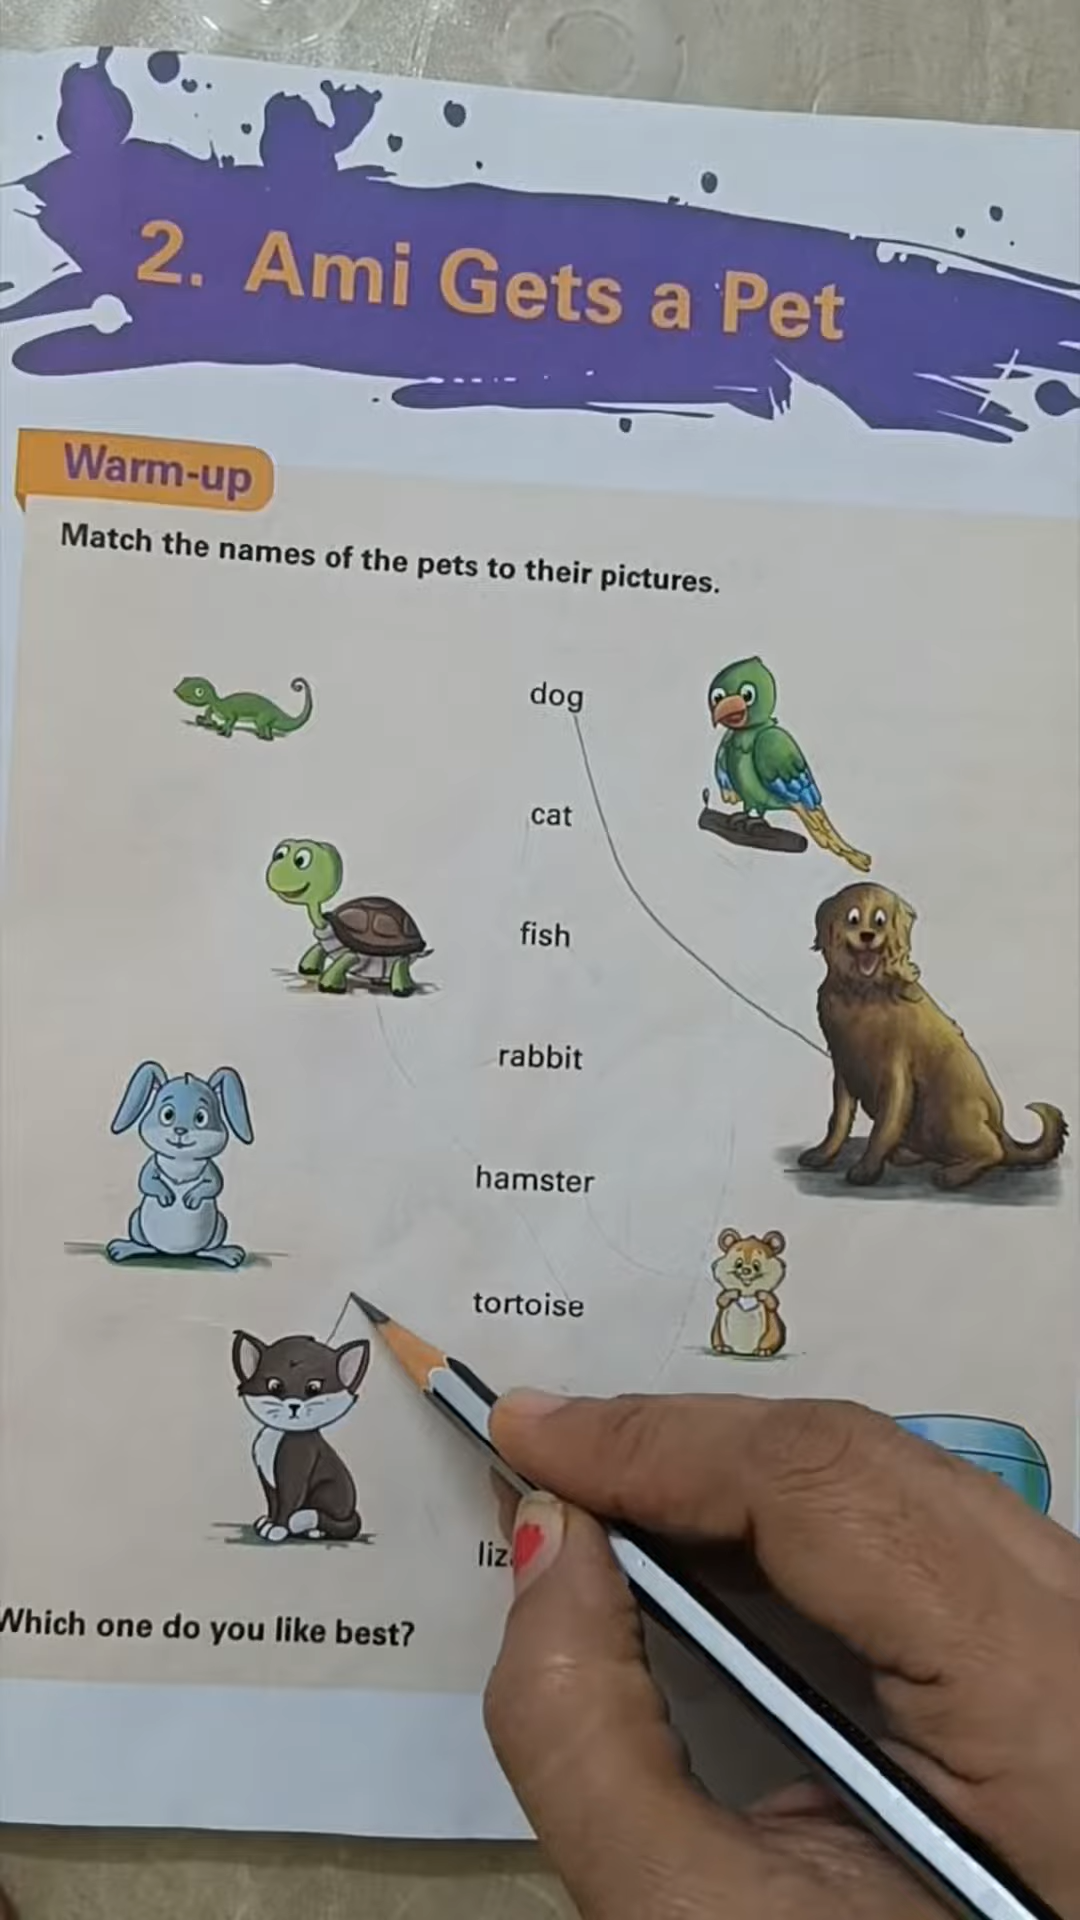 2. Ami Gets a Pet
Warm-up
Match the names of the pets to their pictures.
dog
cat
fish
rabbit
hamster
tortoise
Which one do you like best?